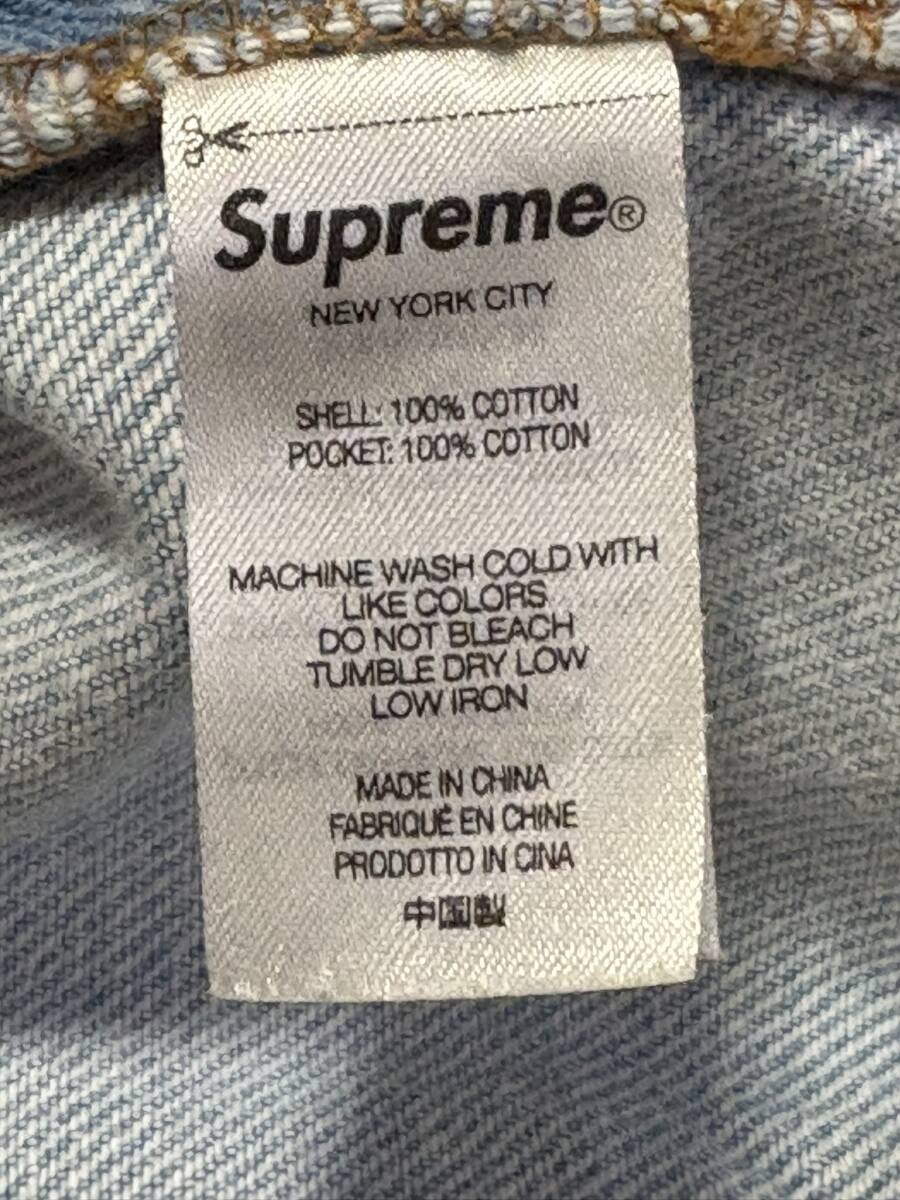 Supreme®
NEW YORK CITY
SHELL: 100% COTTON
POCKET: 100% COTTON
MACHINE WASH COLD WITH
LIKE COLORS
DO NOT BLEACH
TUMBLE DRY LOW
LOW IRON
MADE IN CHINA
FABRIQUÉ EN CHINE
PRODOTTO IN CINA
中国製